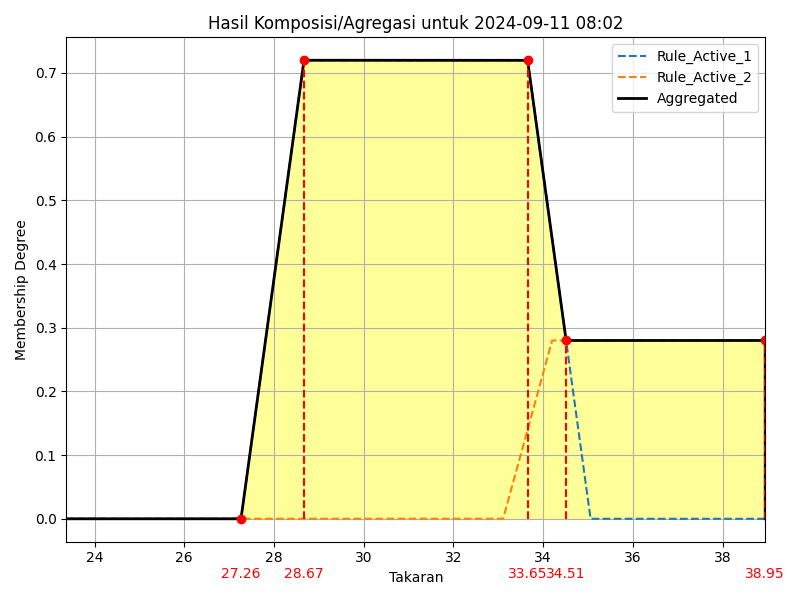 Hasil Komposisi/Agregasi untuk 2024-09-11 08:02
Rule_Active_1
Rule_Active_2
Aggregated
Membership Degree
0.7
0.6
0.5
0.4
0.3
0.2
0.1
0.0
24 26 28 30 32 34 36 38
27.26 28.67 33.65 34.51 38.95
Takaran